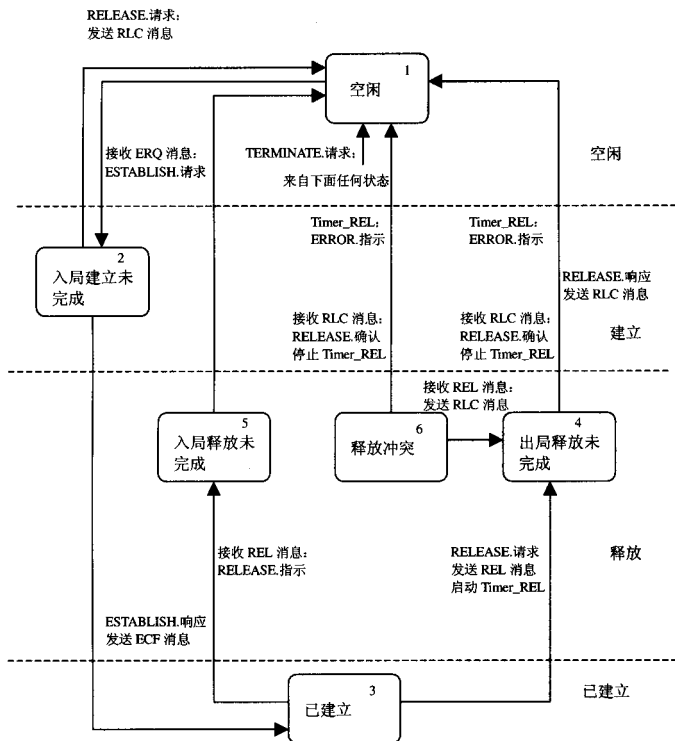 RELEASE.请求：
发送 RLC 消息
1
空闲
接收 ERQ 消息：
ESTABLISH.请求
TERMINATE.请求；
来自下面任何状态
空闲
Timer_REL；
ERROR.指示
Timer_REL；
ERROR.指示
2
入局建立未
完成
RELEASE.响应
发送 RLC 消息
接收 RLC 消息：
RELEASE.确认
停止 Timer_REL
接收 RLC 消息：
RELEASE.确认
停止 Timer_REL
建立
接收 REL 消息：
发送 RLC 消息
5
入局释放未
完成
6
释放冲突
4
出局释放未
完成
接收 REL 消息：
RELEASE.指示
RELEASE.请求
发送 REL 消息
启动 Timer_REL
释放
ESTABLISH.响应
发送 ECF 消息
3
已建立
已建立